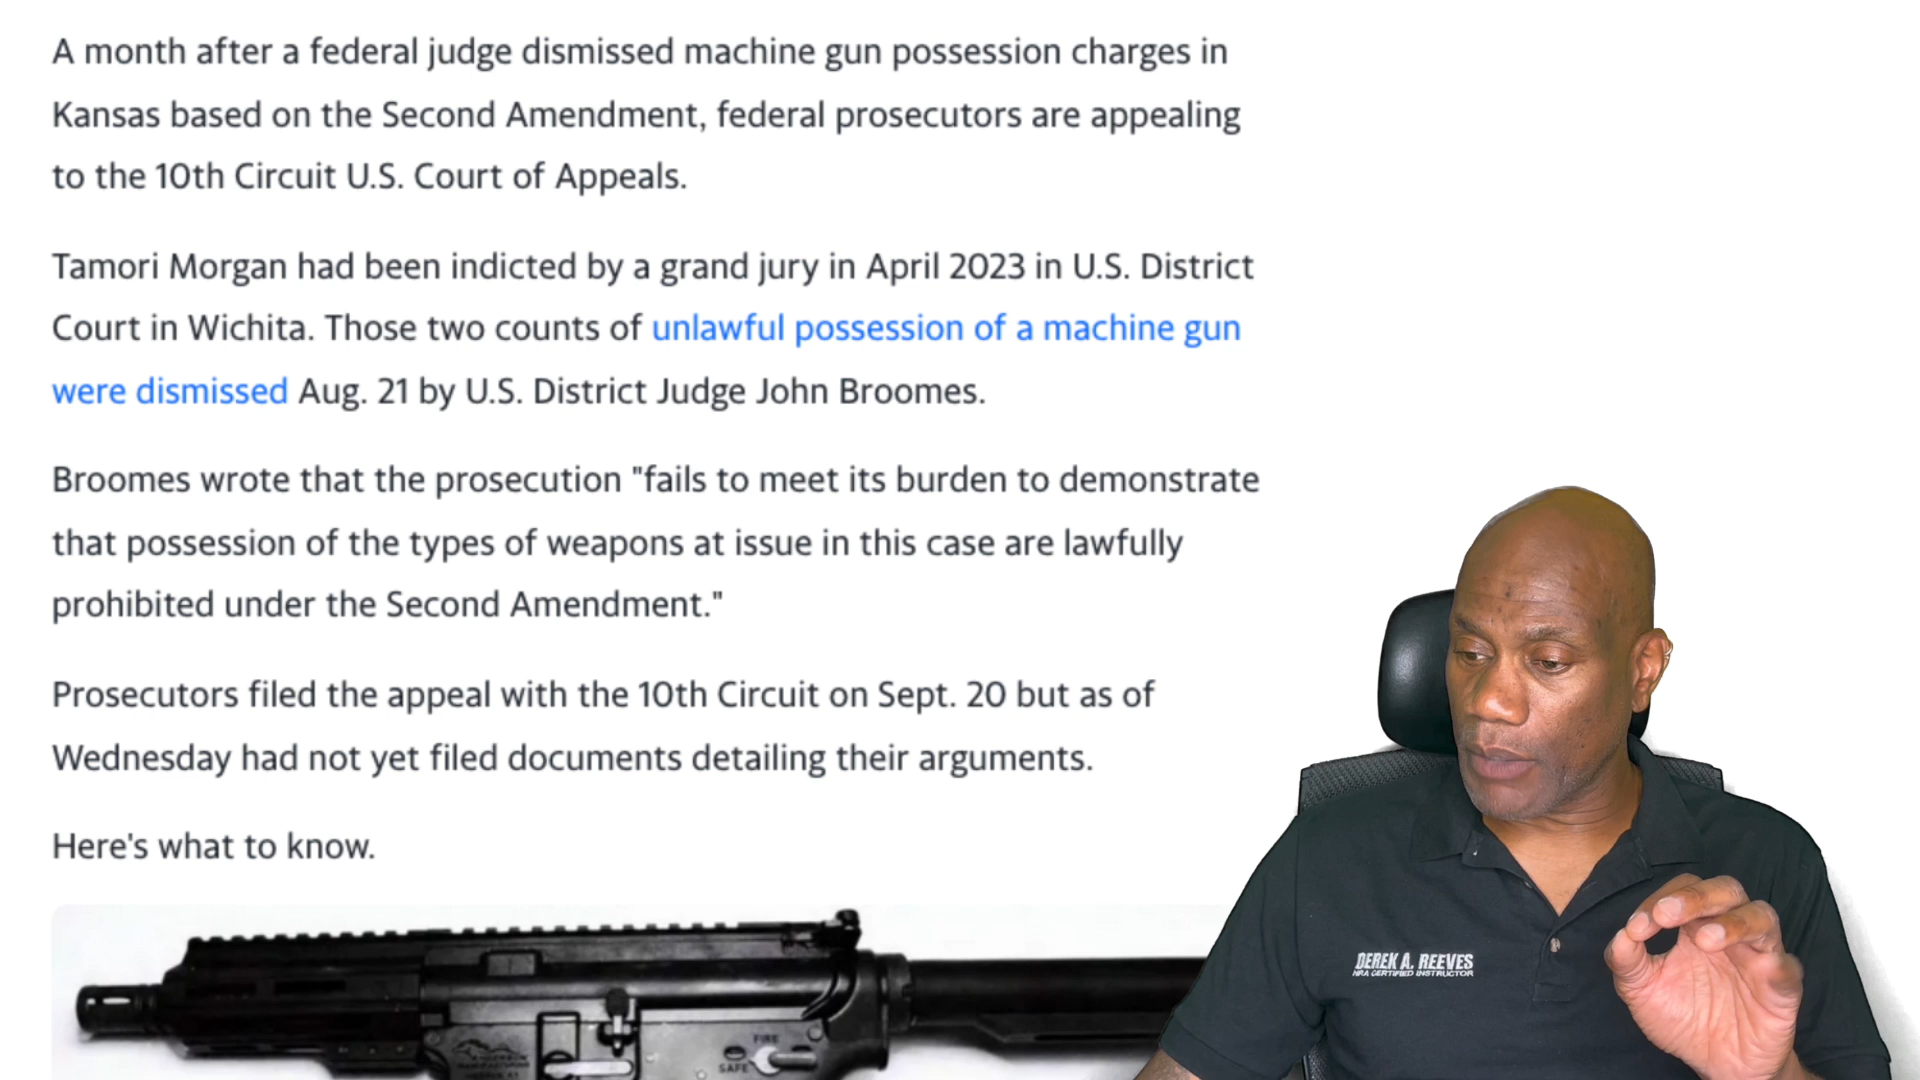 A month after a federal judge dismissed machine gun possession charges in
Kansas based on the Second Amendment, federal prosecutors are appealing
to the 10th Circuit U.S. Court of Appeals.
Tamori Morgan had been indicted by a grand jury in April 2023 in U.S. District
Court in Wichita. Those two counts of unlawful possession of a machine gun
were dismissed Aug. 21 by U.S. District Judge John Broomes.
Broomes wrote that the prosecution "fails to meet its burden to demonstrate
that possession of the types of weapons at issue in this case are lawfully
prohibited under the Second Amendment."
Prosecutors filed the appeal with the 10th Circuit on Sept. 20 but as of
Wednesday had not yet filed documents detailing their arguments.
Here's what to know.
DEREK A. REEVES
NRA CERTIFIED INSTRUCTOR
FIRE
SAFE